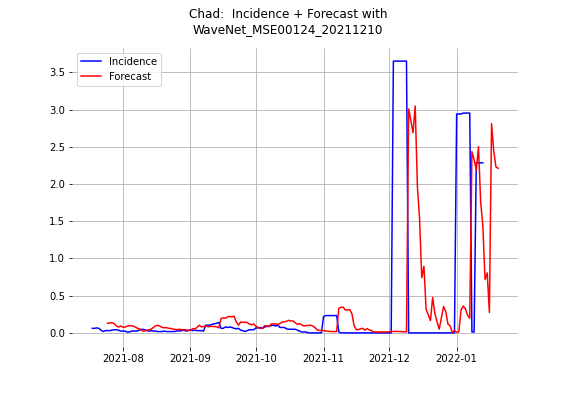 Chad:  Incidence + Forecast with
WaveNet_MSE00124_20211210
Incidence
Forecast
3.5
3.0
2.5
2.0
1.5
1.0
0.5
0.0
2021-08 2021-09 2021-10 2021-11 2021-12 2022-01